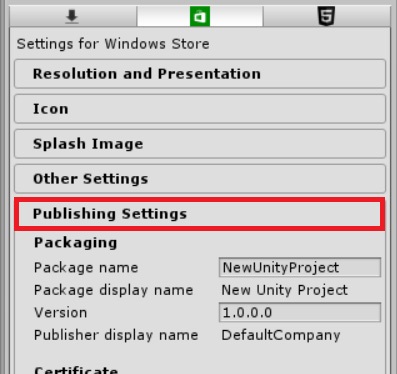 Settings for Windows Store
Resolution and Presentation
Icon
Splash Image
Other Settings
Publishing Settings
Packaging
Package name NewUnityProject
Package display name New Unity Project
Version 1.0.0.0
Publisher display name DefaultCompany
Certificate